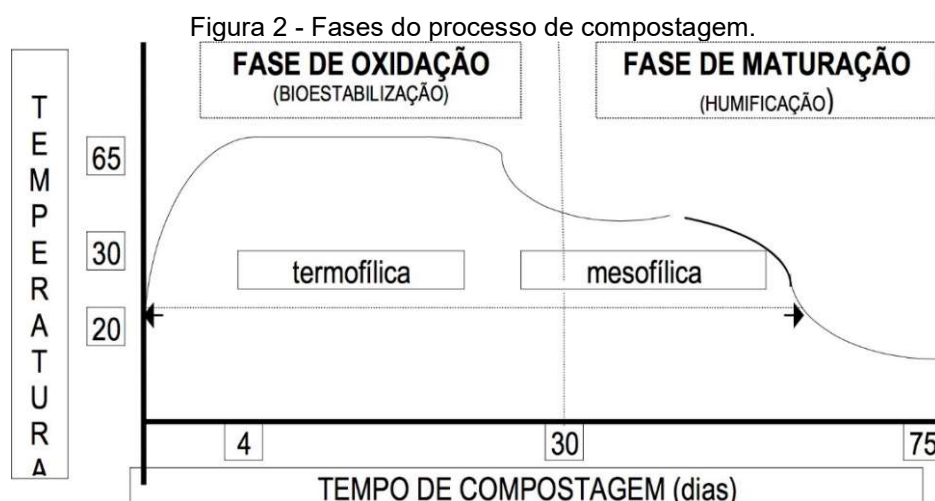 Figura 2 - Fases do processo de compostagem.
FASE DE OXIDAÇÃO
(BIOESTABILIZAÇÃO)
FASE DE MATURAÇÃO
(HUMIFICAÇÃO)
TEMPERATURA
65
30
20
termofílica
mesofílica
4
30
75
TEMPO DE COMPOSTAGEM (dias)